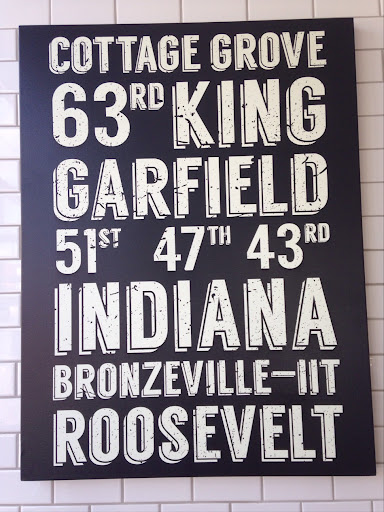 COTTAGE GROVE
63RD KING
GARFIELD
51ST 47TH 43RD
INDIANA
BRONZEVILLE-IIT
ROOSEVELT